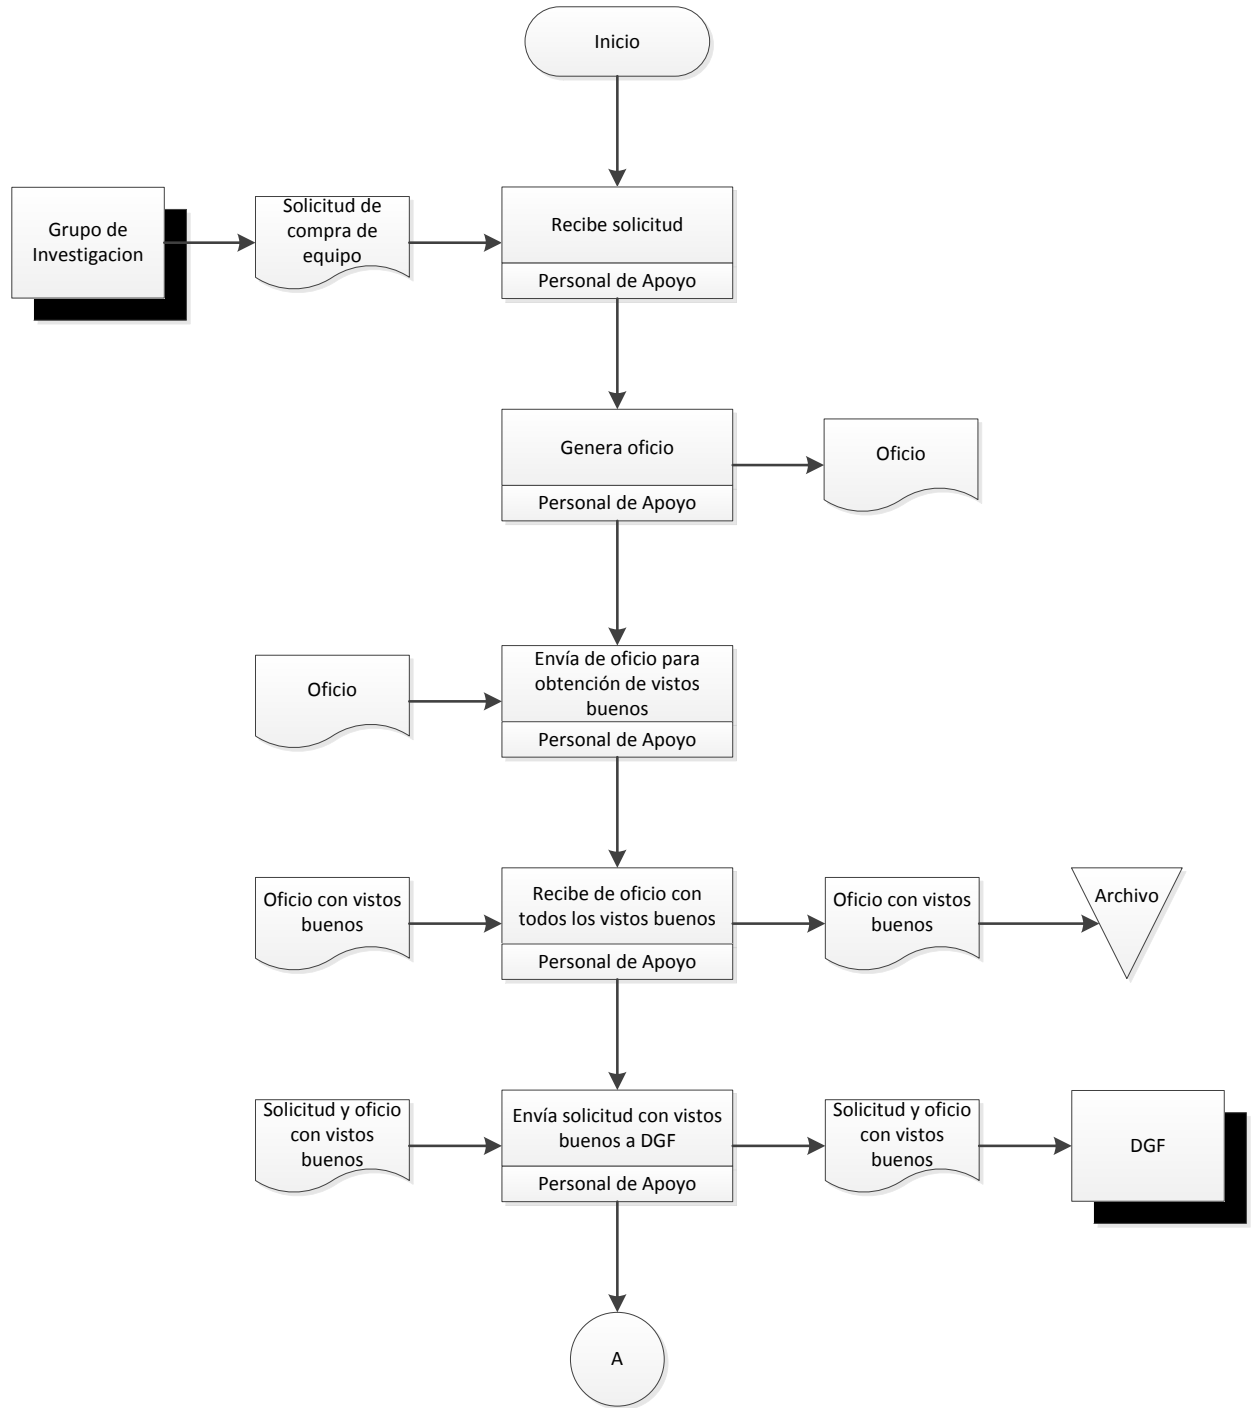 Inicio
Grupo de
Investigacion
Solicitud de
compra de
equipo
Recibe solicitud
Personal de Apoyo
Genera oficio
Personal de Apoyo
Oficio
Oficio
Envía de oficio para
obtención de vistos
buenos
Personal de Apoyo
Oficio con vistos
buenos
Recibe de oficio con
todos los vistos buenos
Personal de Apoyo
Oficio con vistos
buenos
Archivo
Solicitud y oficio
con vistos
buenos
Envía solicitud con vistos
buenos a DGF
Personal de Apoyo
Solicitud y oficio
con vistos
buenos
DGF
A